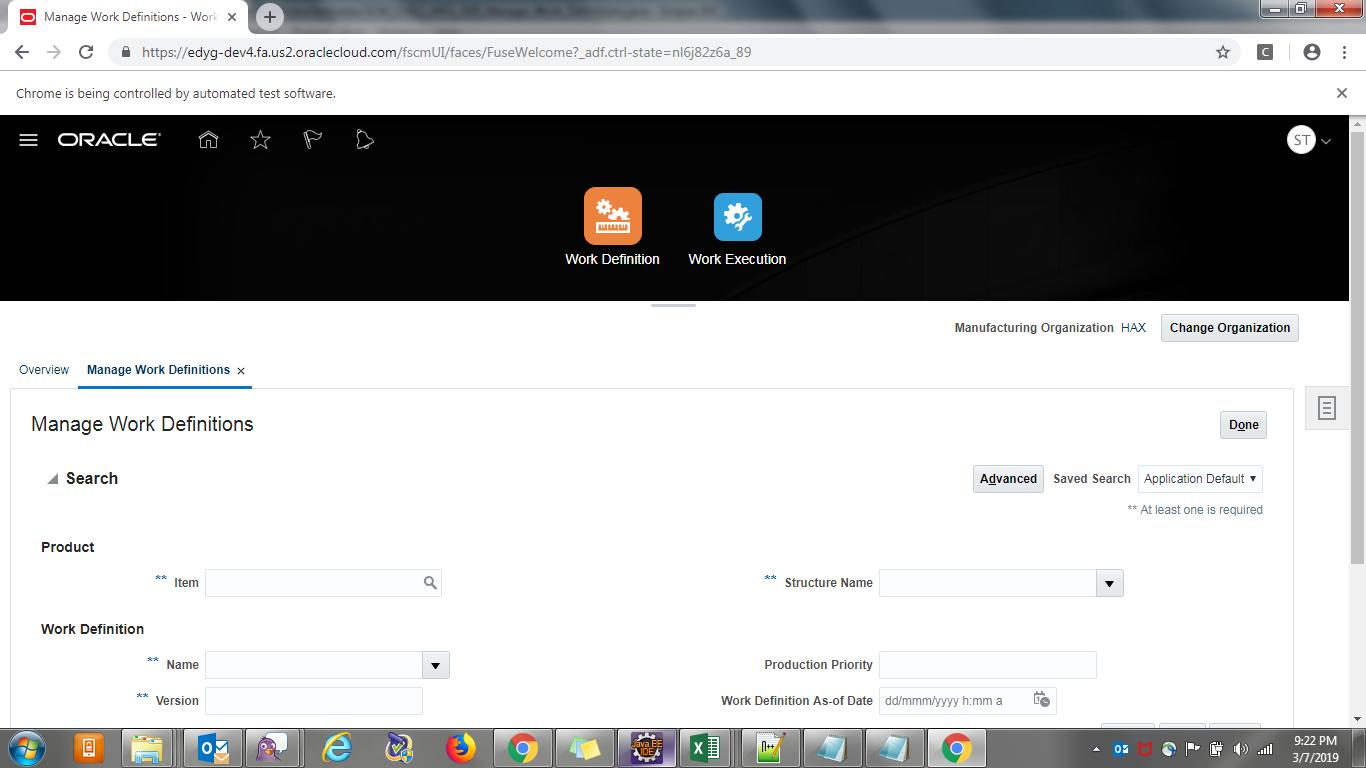 Manage Work Definitions - Work
https://edyg-dev4.fa.us2.oraclecloud.com/fscmUI/faces/FuseWelcome?_adf.ctrl-state=nl6j82z6a_89
C
Chrome is being controlled by automated test software.
ORACLE
ST
Work Definition
Work Execution
Manufacturing Organization HAX Change Organization
Overview
Manage Work Definitions
Manage Work Definitions
Done
Search
Advanced Saved Search Application Default
** At least one is required
Product
** Item
** Structure Name
Work Definition
** Name
Production Priority
** Version
Work Definition As-of Date dd/mmm/yyyy h:mm a
Java EE
IDE
9:22 PM
3/7/2019